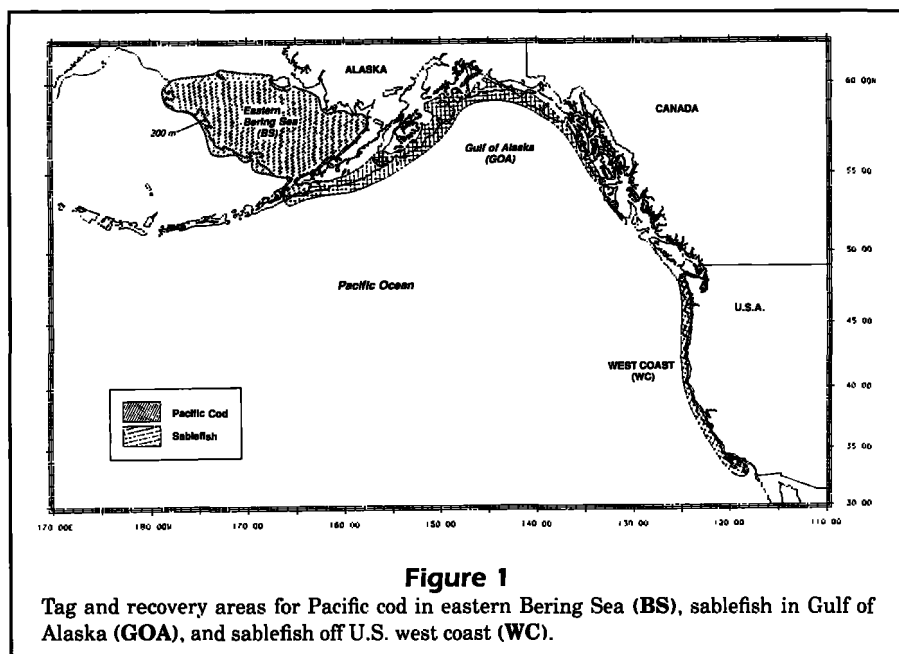 ALASKA
60 00N
CANADA
Eastern
Bering Sea
(BS)
200 m
Gulf of Alaska
(GOA)
55 00
50 00
Pacific Ocean
U.S.A.
45 00
WEST COAST
(WC)
40 00
Pacific Cod
Sablefish
35 00
30 00
170 00E 180 00W 170 00 160 00 150 00 140 00 130 00 120 00 110 00
Figure 1
Tag and recovery areas for Pacific cod in eastern Bering Sea (BS), sablefish in Gulf of
Alaska (GOA), and sablefish off U.S. west coast (WC).